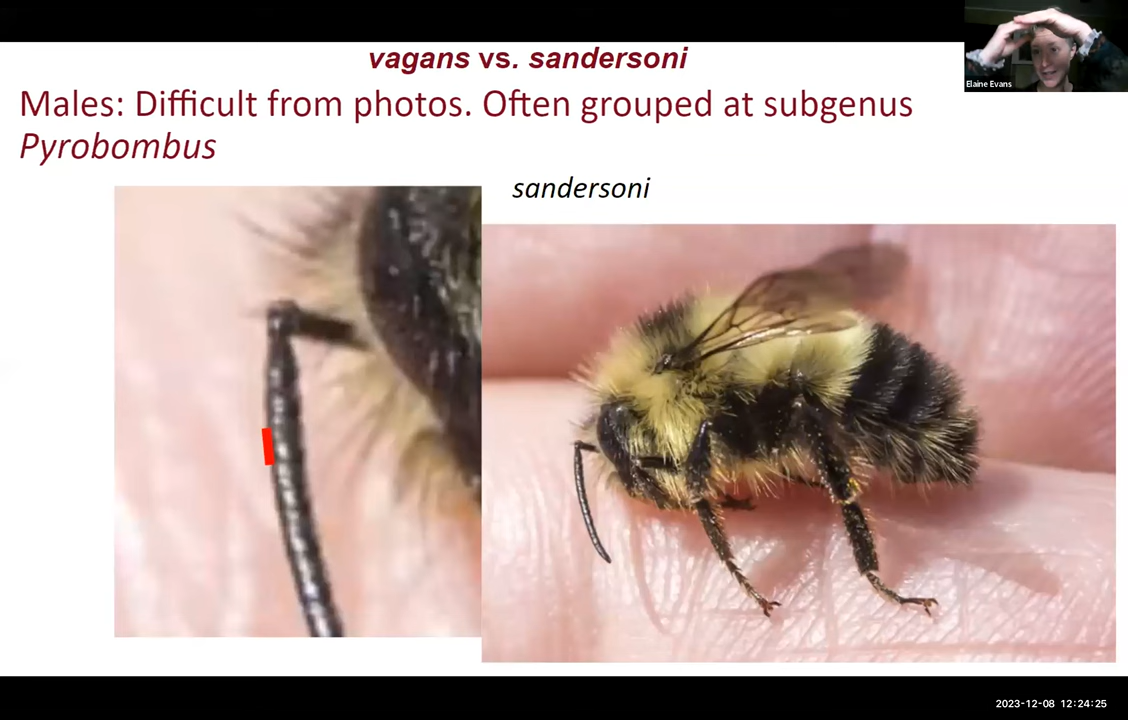 vagans vs. sandersoni
Elaine Evans
Males: Difficult from photos. Often grouped at subgenus
Pyrobombus
sandersoni
2023-12-08 12:24:25